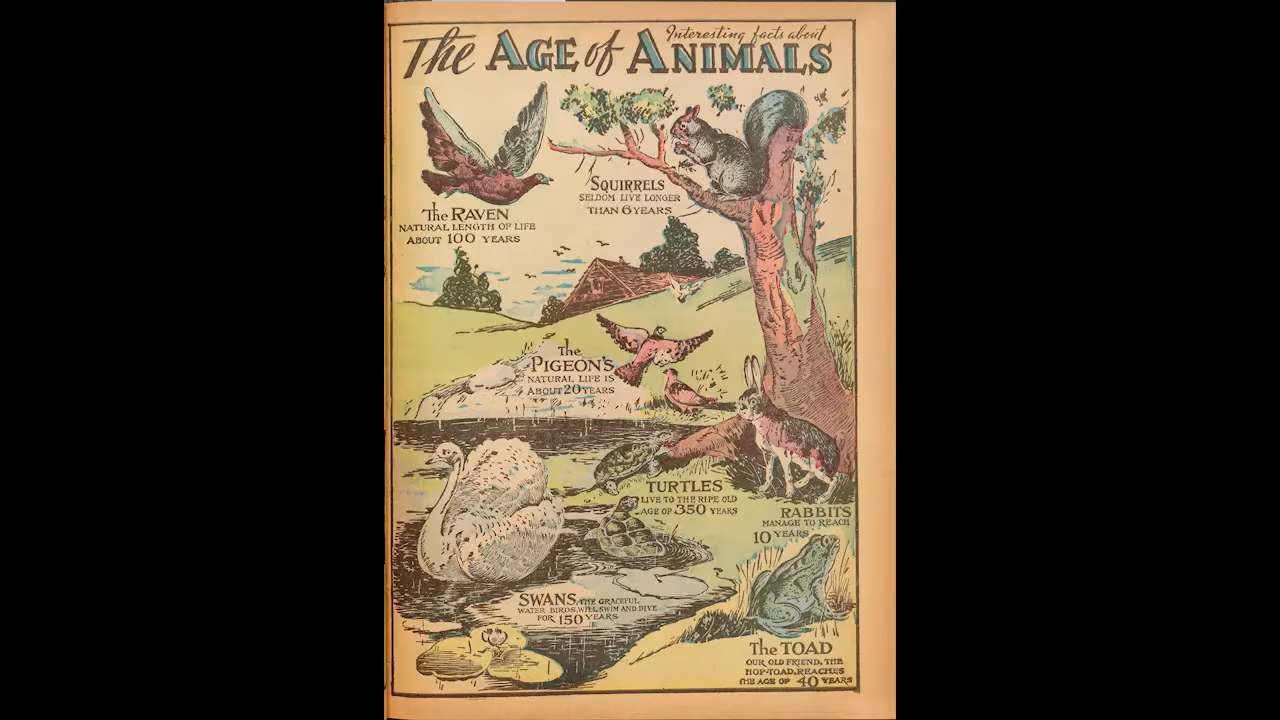 Interesting facts about
The AGE of ANIMALS
The RAVEN
NATURAL LENGTH OF LIFE
ABOUT 100 YEARS
SQUIRRELS
SELDOM LIVE LONGER
THAN 6 YEARS
The
PIGEON'S
NATURAL LIFE IS
ABOUT 20 YEARS
TURTLES
LIVE TO THE RIPE OLD
AGE OF 350 YEARS
RABBITS
MANAGE TO REACH
10 YEARS
SWANS, THE GRACEFUL
WATER BIRDS, WILL SWIM AND DIVE
FOR 150 YEARS
The TOAD
OUR OLD FRIEND, THE
HOP-TOAD, REACHES
THE AGE OF 40 YEARS